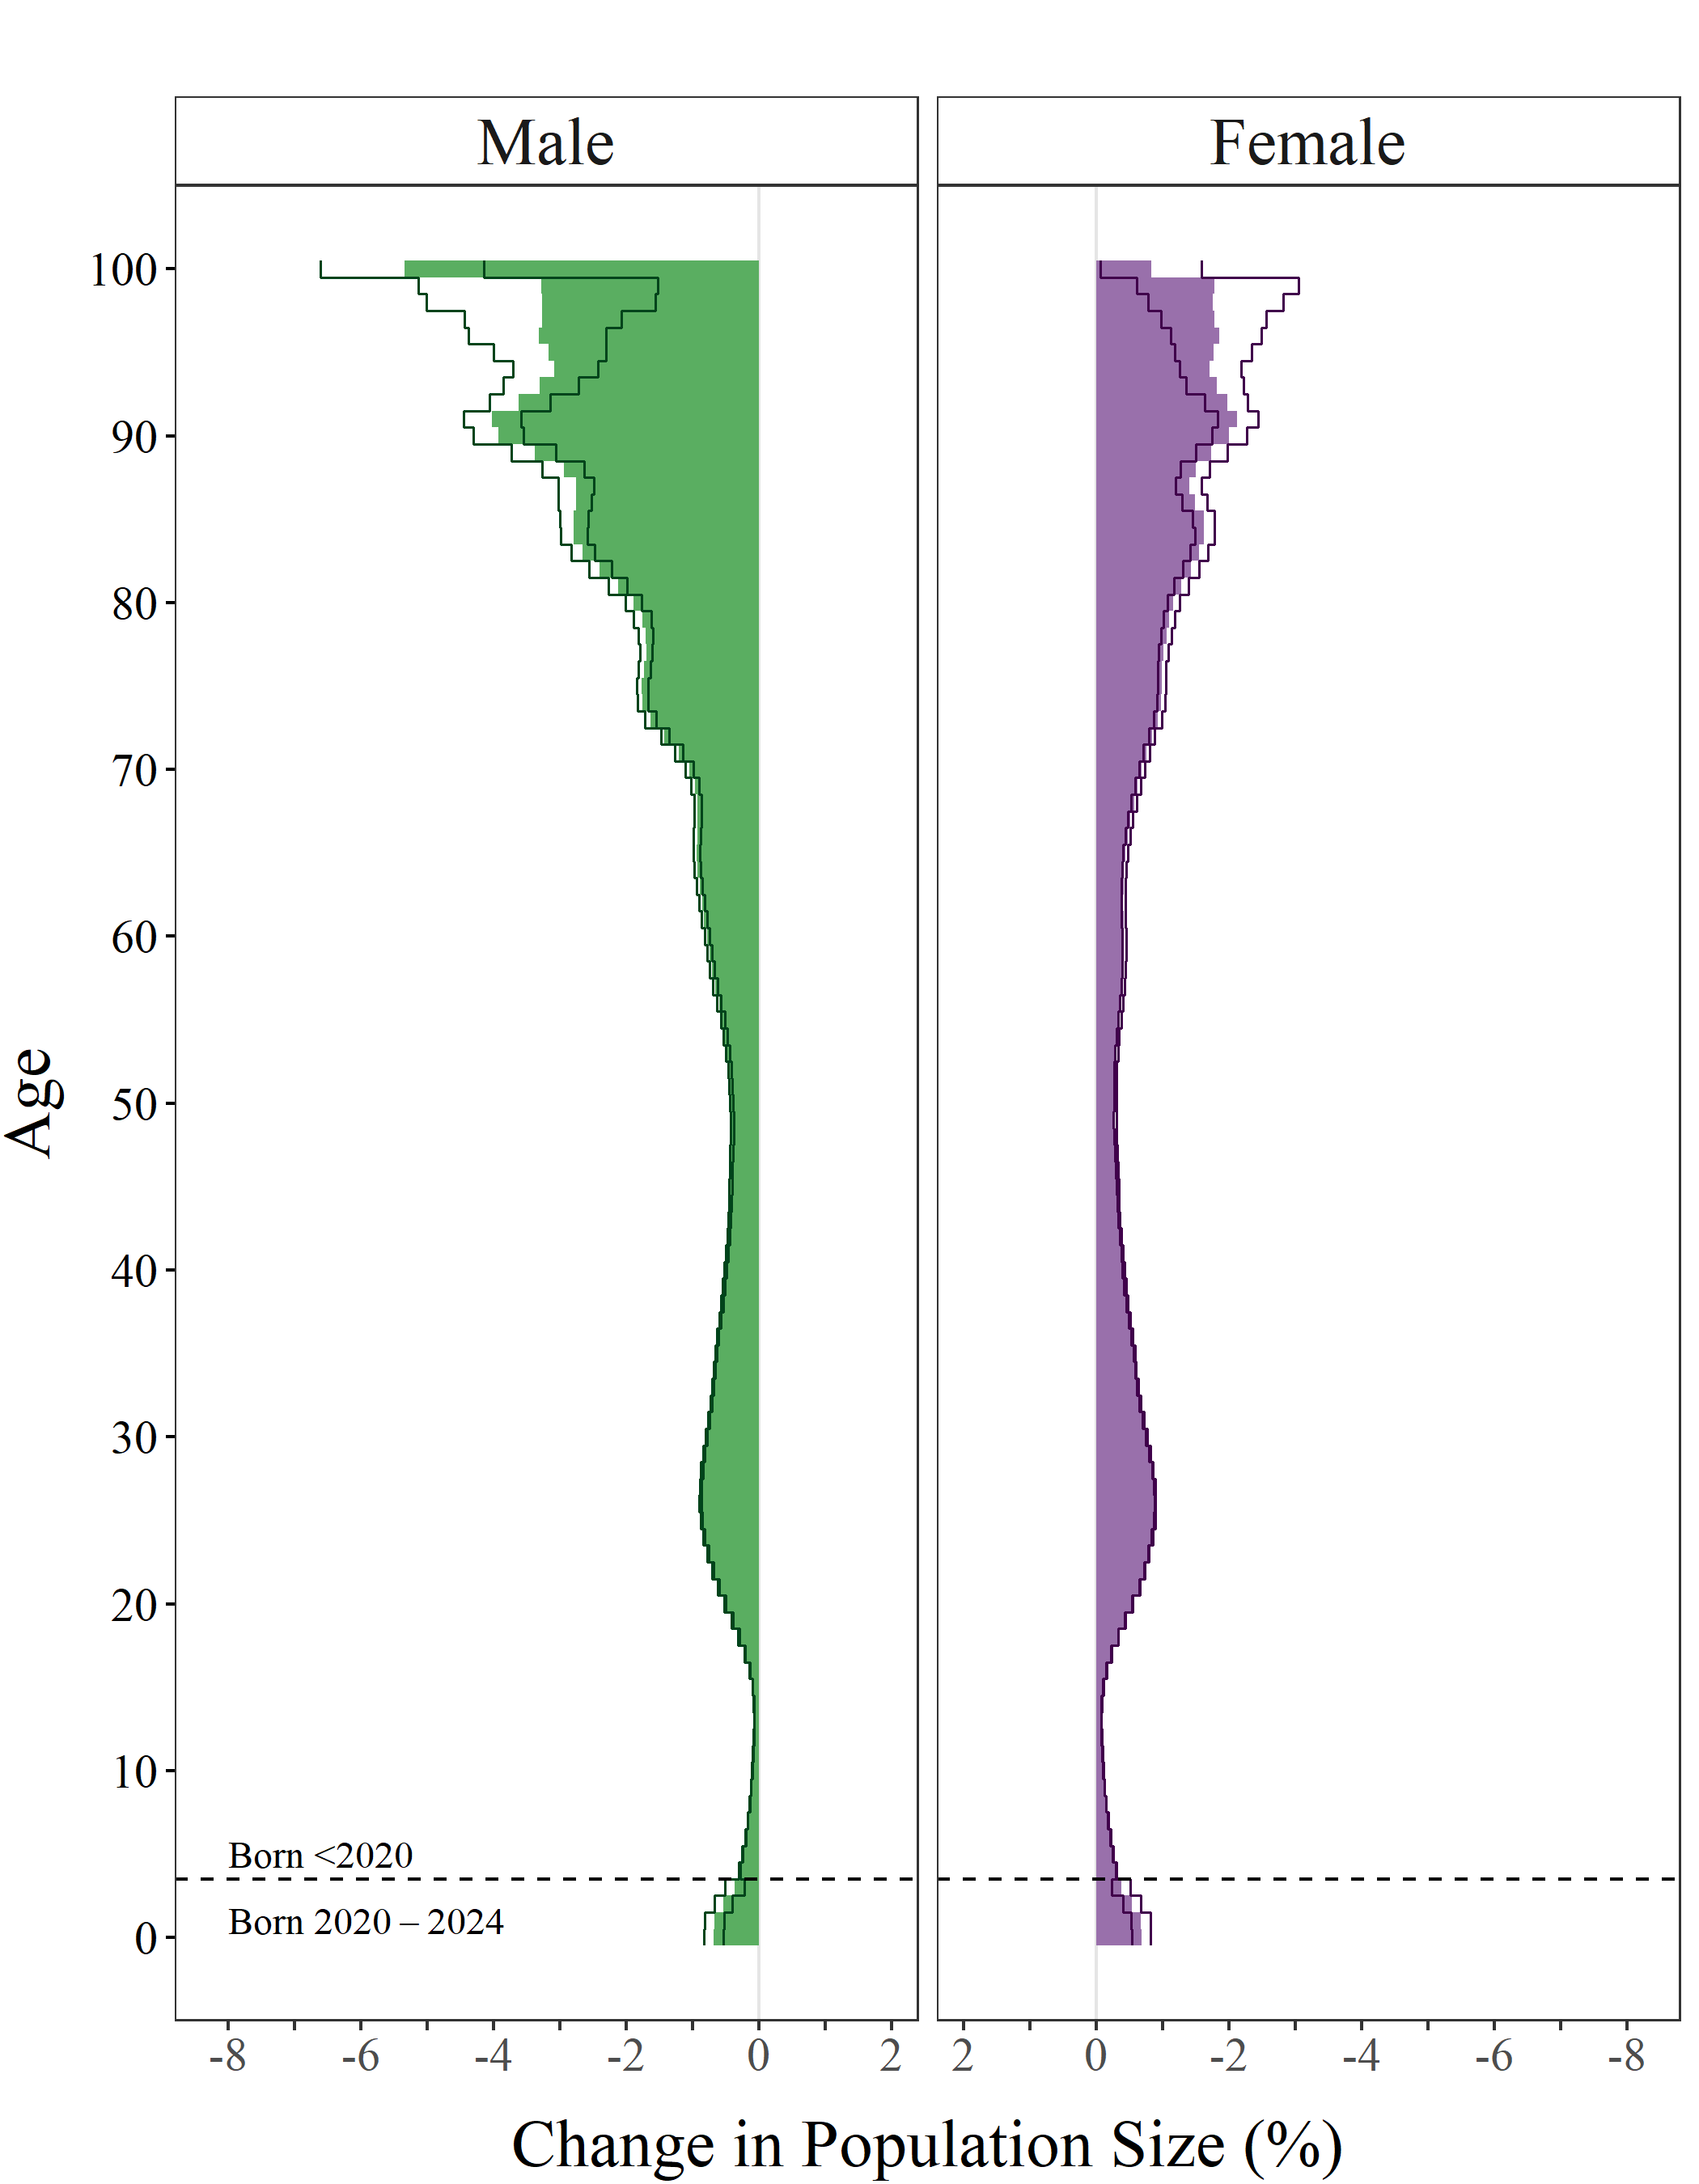 Male Female
100
90
80
70
60
50
40
30
20
10
0
Age
Born <2020
Born 2020 – 2024
-8 -6 -4 -2 0 2 2 0 -2 -4 -6 -8
Change in Population Size (%)